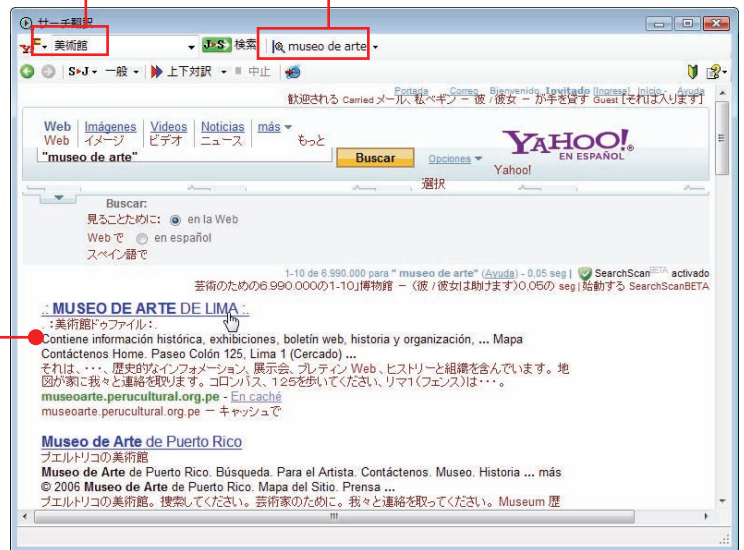 サーチ翻訳
美術館 J▸S 検索 museo de arte
S▸J 一般 上下対訳 中止
Portada Correo Bienvenido, Invitado [Ingresa] Inicio - Ayuda
歓迎される Carried メール、私ペギン - 彼 /彼女 - が手を貸す Guest [それは入ります]
Web Imágenes Videos Noticias más
Web イメージ ビデオ ニュース もっと
YAHOO!® EN ESPAÑOL
"museo de arte" Buscar Opciones
Yahoo!
選択
Buscar:
見ることために: en la Web
Webで en español
スペイン語で
1-10 de 6.990.000 para "museo de arte" (Ayuda) - 0,05 seg | SearchScan BETA activado
芸術のための6.990.000の1-10」博物館 - (彼 /彼女は助けます)0,05の seg|始動する SearchScanBETA
.: MUSEO DE ARTE DE LIMA :.
.:美術館ドゥファイル:.
Contiene información histórica, exhibiciones, boletín web, historia y organización, ... Mapa
Contáctenos Home. Paseo Colón 125, Lima 1 (Cercado) ...
それは、・・・、歴史的なインフォメーション、展示会、ブレティン Web 、ヒストリーと組織を含んでいます。地
図が家に我々と連絡を取ります。コロンバス、125を歩いてください、リマ1(フェンス)は・・・。
museoarte.perucultural.org.pe - En caché
museoarte.perucultural.org.pe - キャッシュで
Museo de Arte de Puerto Rico
プエルトリコの美術館
Museo de Arte de Puerto Rico. Búsqueda. Para el Artista. Contáctenos. Museo. Historia ... más
© 2006 Museo de Arte de Puerto Rico. Mapa del Sitio. Prensa ...
プエルトリコの美術館。捜索してください。芸術家のために。我々と連絡を取ってください。Museum 歴